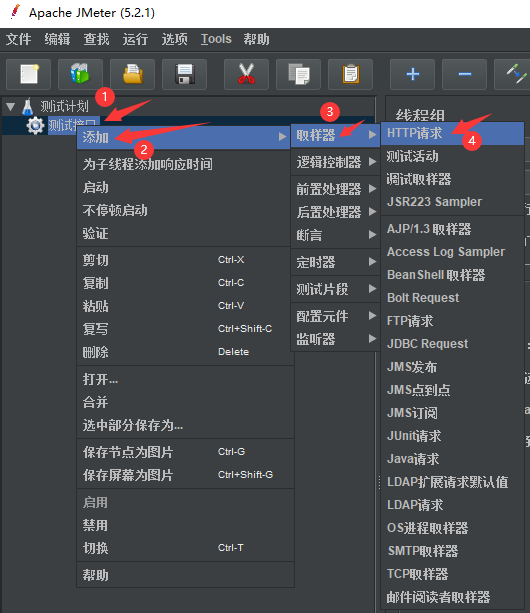 Apache JMeter (5.2.1)
文件 编辑 查找 运行 选项 Tools 帮助
测试计划
1
测试接口
线程组
添加
2
为子线程添加响应时间
启动
不停顿启动
验证
剪切 Ctrl-X
复制 Ctrl-C
粘贴 Ctrl-V
复写 Ctrl+Shift-C
删除 Delete
打开...
合并
选中部分保存为...
保存节点为图片 Ctrl-G
保存屏幕为图片 Ctrl+Shift-G
启用
禁用
切换 Ctrl-T
帮助
3
取样器
逻辑控制器
前置处理器
后置处理器
断言
定时器
测试片段
配置元件
监听器
HTTP请求
4
测试活动
调试取样器
JSR223 Sampler
AJP/1.3 取样器
Access Log Sampler
BeanShell 取样器
Bolt Request
FTP请求
JDBC Request
JMS发布
JMS点到点
JMS订阅
JUnit请求
Java请求
LDAP扩展请求默认值
LDAP请求
OS进程取样器
SMTP取样器
TCP取样器
邮件阅读者取样器